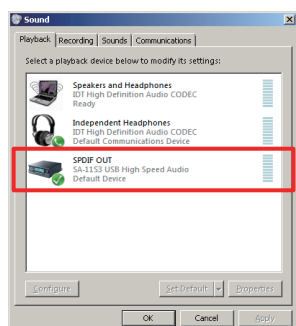 Sound
Playback Recording Sounds Communications
Select a playback device below to modify its settings:
Speakers and Headphones
IDT High Definition Audio CODEC
Ready
Independent Headphones
IDT High Definition Audio CODEC
Default Communications Device
SPDIF OUT
SA-11S3 USB High Speed Audio
Default Device
Configure Set Default Properties
OK Cancel Apply